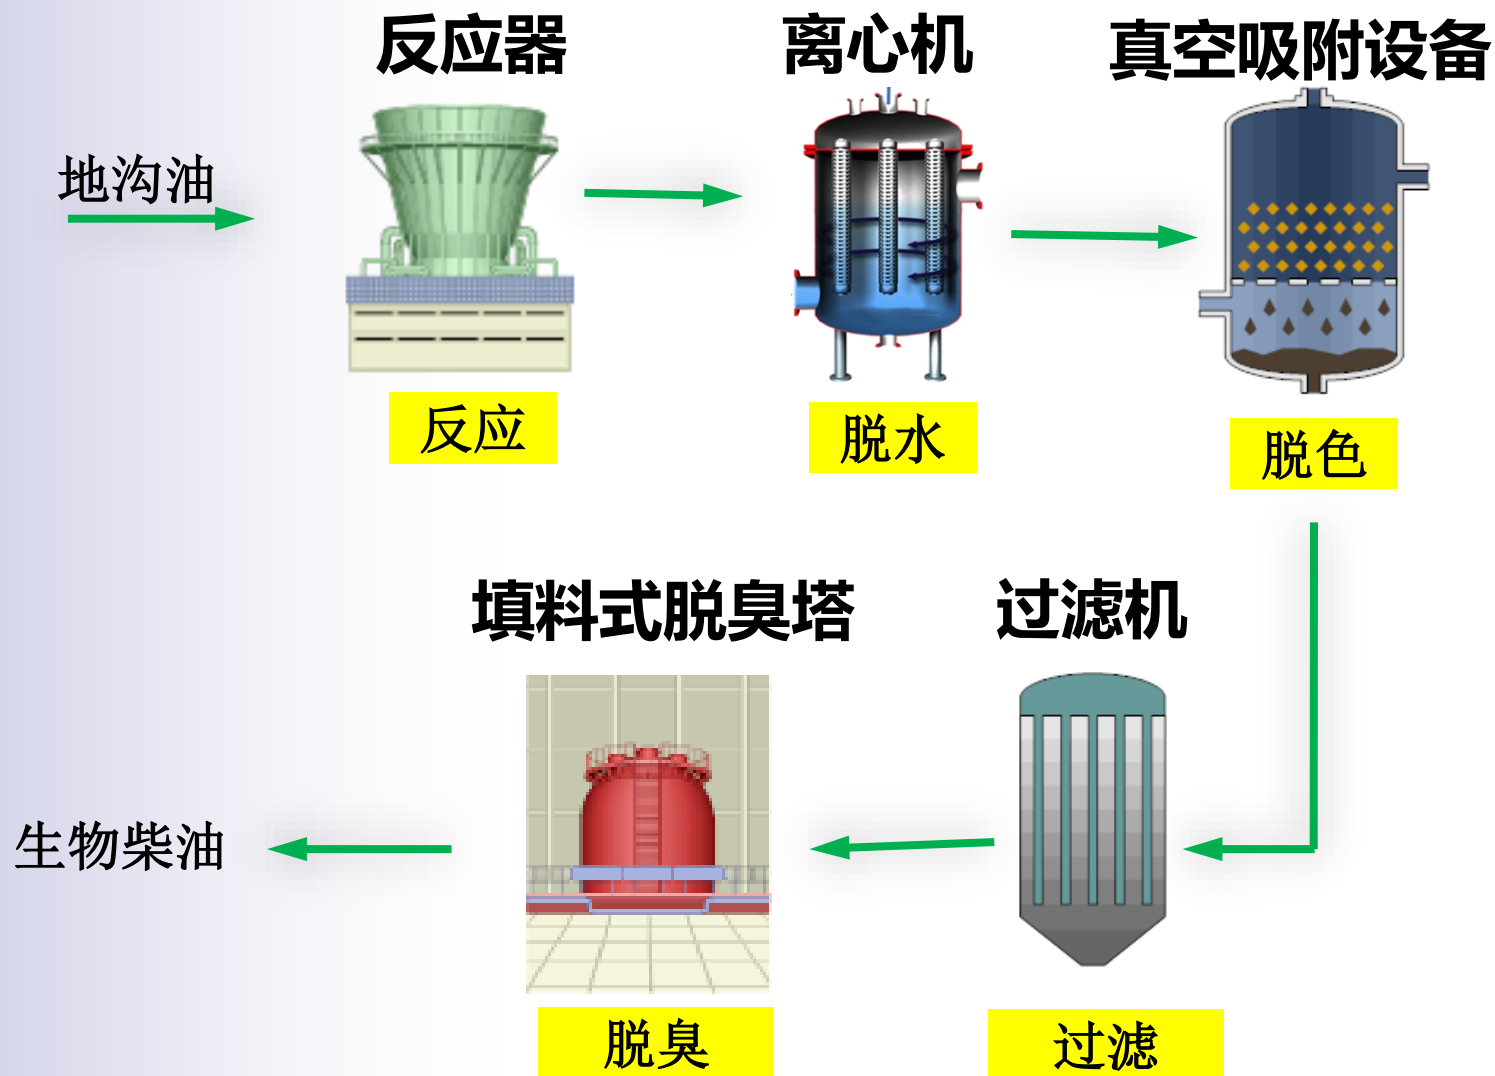 反应器
离心机
真空吸附设备
地沟油
反应
脱水
脱色
填料式脱臭塔
过滤机
生物柴油
脱臭
过滤